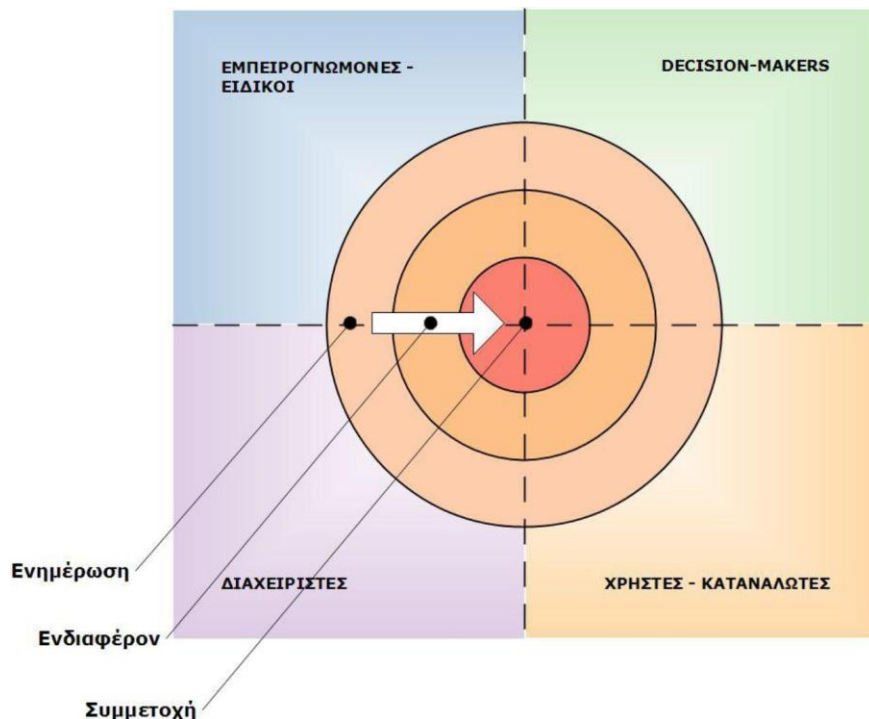 ΕΜΠΕΙΡΟΓΝΩΜΟΝΕΣ -
ΕΙΔΙΚΟΙ
DECISION-MAKERS
Ενημέρωση
ΔΙΑΧΕΙΡΙΣΤΕΣ
ΧΡΗΣΤΕΣ - ΚΑΤΑΝΑΛΩΤΕΣ
Ενδιαφέρον
Συμμετοχή